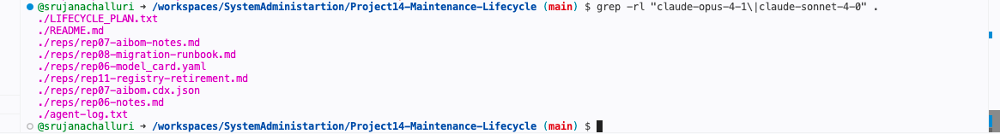 @srujanachalluri → /workspaces/SystemAdministartion/Project14-Maintenance-Lifecycle (main) $ grep -rl "claude-opus-4-1\|claude-sonnet-4-0" .
./LIFECYCLE_PLAN.txt
./README.md
./reps/rep07-aibom-notes.md
./reps/rep08-migration-runbook.md
./reps/rep06-model_card.yaml
./reps/rep11-registry-retirement.md
./reps/rep07-aibom.cdx.json
./reps/rep06-notes.md
./agent-log.txt
@srujanachalluri → /workspaces/SystemAdministartion/Project14-Maintenance-Lifecycle (main) $